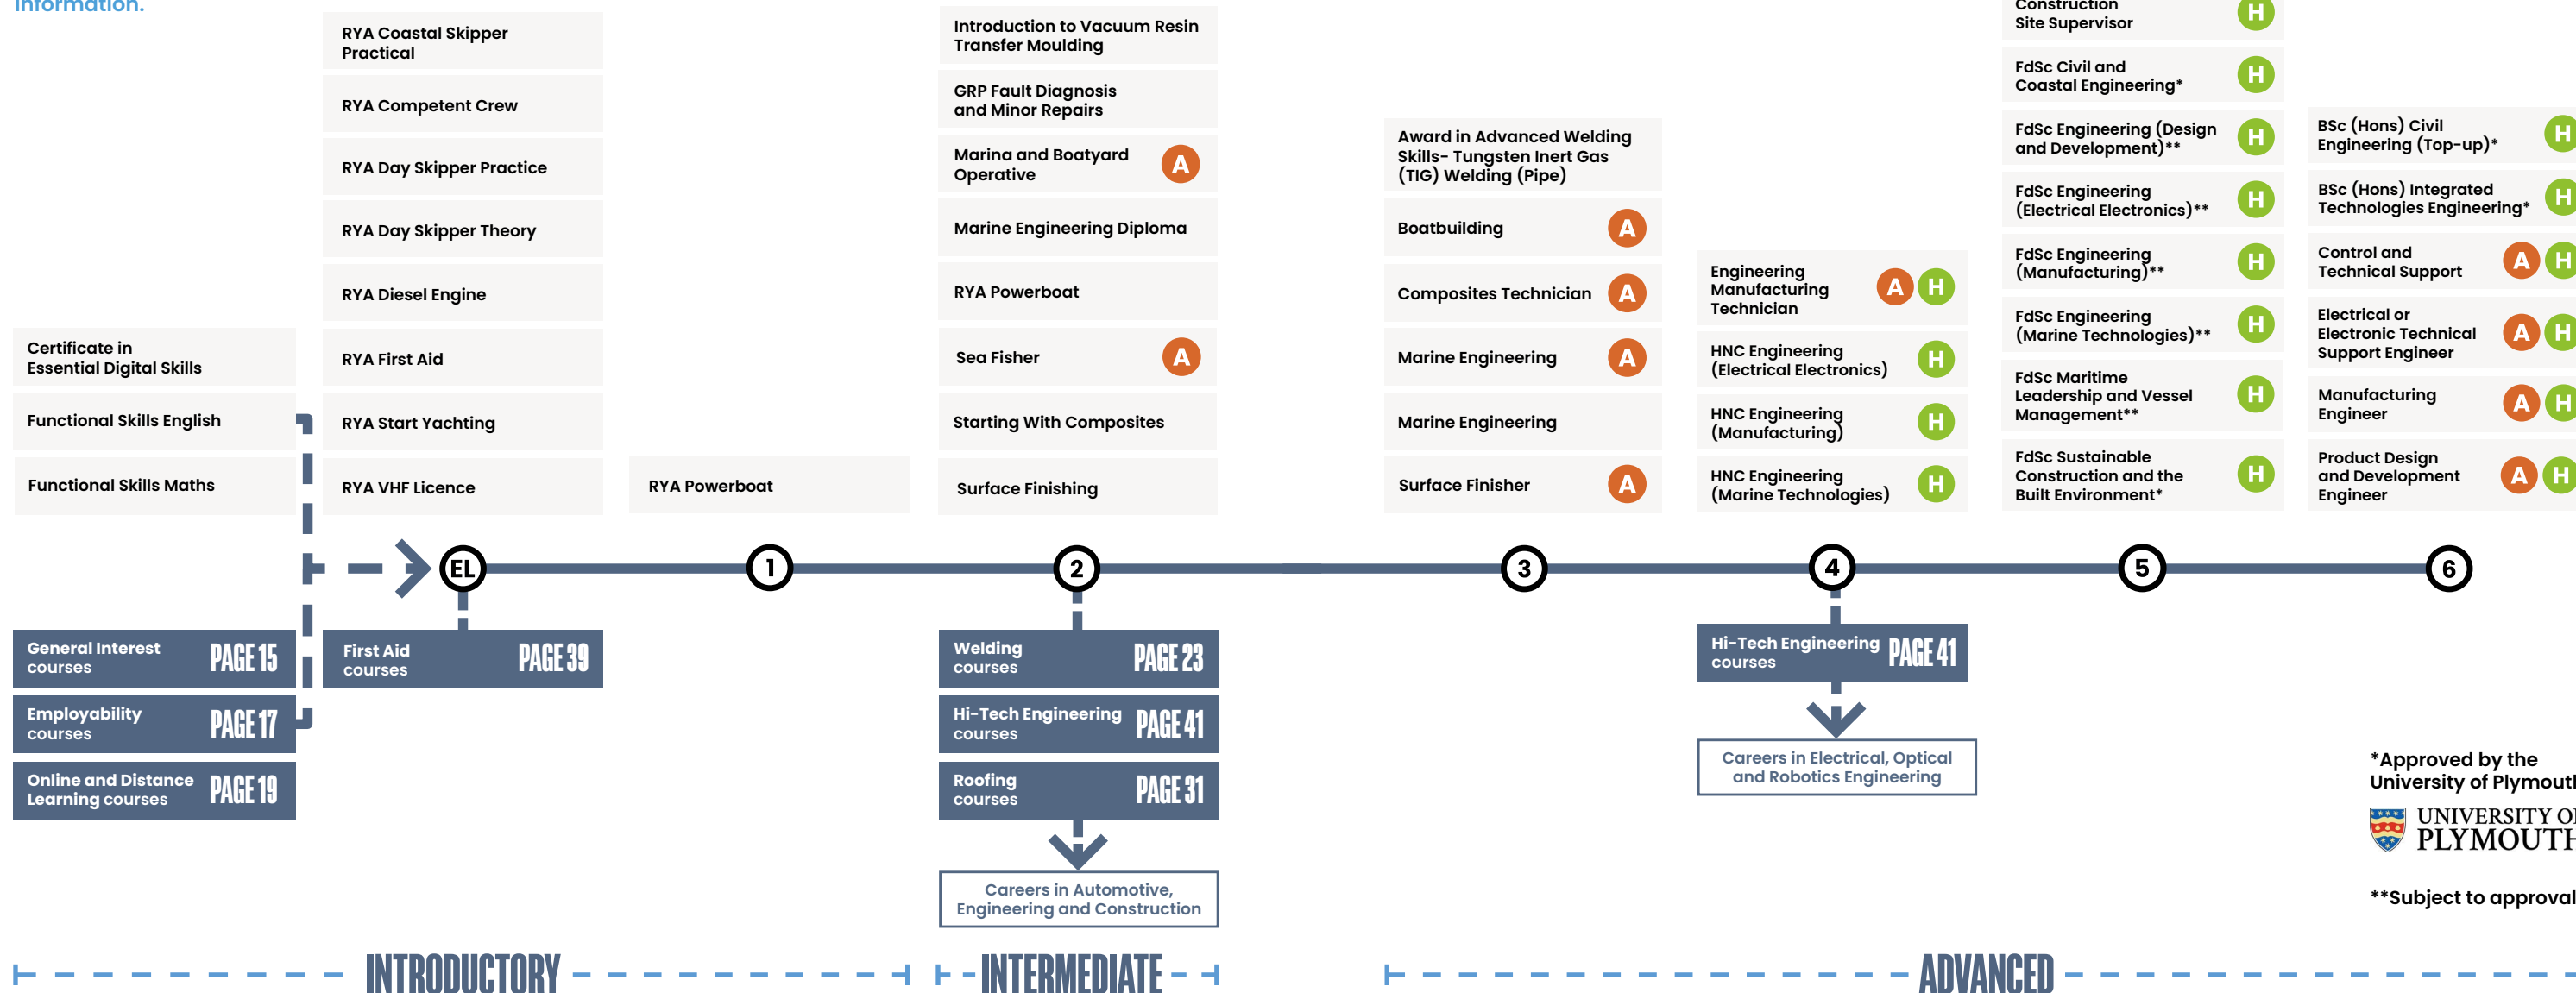 information.
RYA Coastal Skipper
Practical
RYA Competent Crew
RYA Day Skipper Practice
RYA Day Skipper Theory
RYA Diesel Engine
RYA First Aid
RYA Start Yachting
RYA VHF Licence
Certificate in
Essential Digital Skills
Functional Skills English
Functional Skills Maths
RYA Powerboat
Introduction to Vacuum Resin
Transfer Moulding
GRP Fault Diagnosis
and Minor Repairs
Marina and Boatyard
Operative
A
Marine Engineering Diploma
RYA Powerboat
Sea Fisher
A
Starting With Composites
Surface Finishing
Award in Advanced Welding
Skills- Tungsten Inert Gas
(TIG) Welding (Pipe)
Boatbuilding
A
Composites Technician
A
Marine Engineering
A
Marine Engineering
Surface Finisher
A
Engineering
Manufacturing
Technician
A H
HNC Engineering
(Electrical Electronics)
H
HNC Engineering
(Manufacturing)
H
HNC Engineering
(Marine Technologies)
H
Construction
Site Supervisor
H
FdSc Civil and
Coastal Engineering*
H
FdSc Engineering (Design
and Development)**
H
FdSc Engineering
(Electrical Electronics)**
H
FdSc Engineering
(Manufacturing)**
H
FdSc Engineering
(Marine Technologies)**
H
FdSc Maritime
Leadership and Vessel
Management**
H
FdSc Sustainable
Construction and the
Built Environment*
H
BSc (Hons) Civil
Engineering (Top-up)*
H
BSc (Hons) Integrated
Technologies Engineering*
H
Control and
Technical Support
A H
Electrical or
Electronic Technical
Support Engineer
A H
Manufacturing
Engineer
A H
Product Design
and Development
Engineer
A H
EL 1 2 3 4 5 6
General Interest
courses
PAGE 15
Employability
courses
PAGE 17
Online and Distance
Learning courses
PAGE 19
First Aid
courses
PAGE 39
Welding
courses
PAGE 23
Hi-Tech Engineering
courses
PAGE 41
Roofing
courses
PAGE 31
Careers in Automotive,
Engineering and Construction
Hi-Tech Engineering
courses
PAGE 41
Careers in Electrical, Optical
and Robotics Engineering
*Approved by the
University of Plymouth
UNIVERSITY OF
PLYMOUTH
**Subject to approval
INTRODUCTORY
INTERMEDIATE
ADVANCED